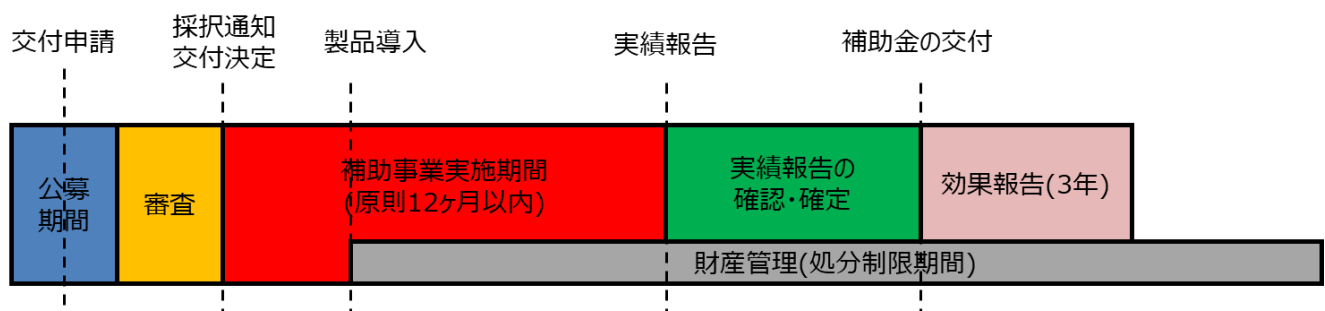 交付申請
採択通知
交付決定
製品導入
実績報告
補助金の交付
公募
期間
審査
補助事業実施期間
(原則12ヶ月以内)
実績報告の
確認・確定
効果報告(3年)
財産管理(処分制限期間)